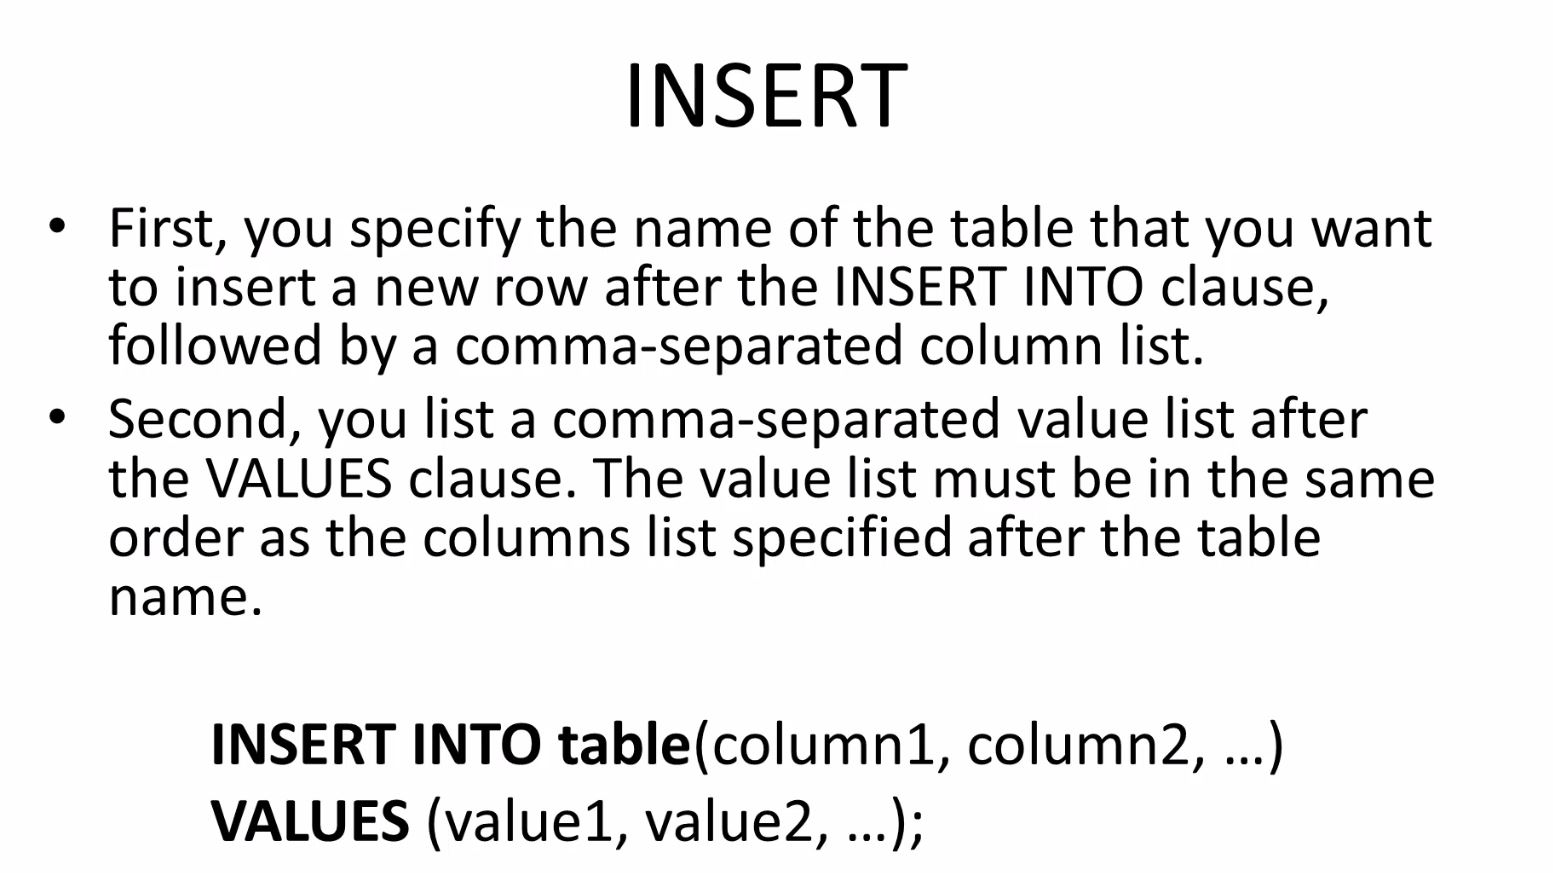 INSERT
• First, you specify the name of the table that you want
to insert a new row after the INSERT INTO clause,
followed by a comma-separated column list.
• Second, you list a comma-separated value list after
the VALUES clause. The value list must be in the same
order as the columns list specified after the table
name.
INSERT INTO table(column1, column2, …)
VALUES (value1, value2, …);